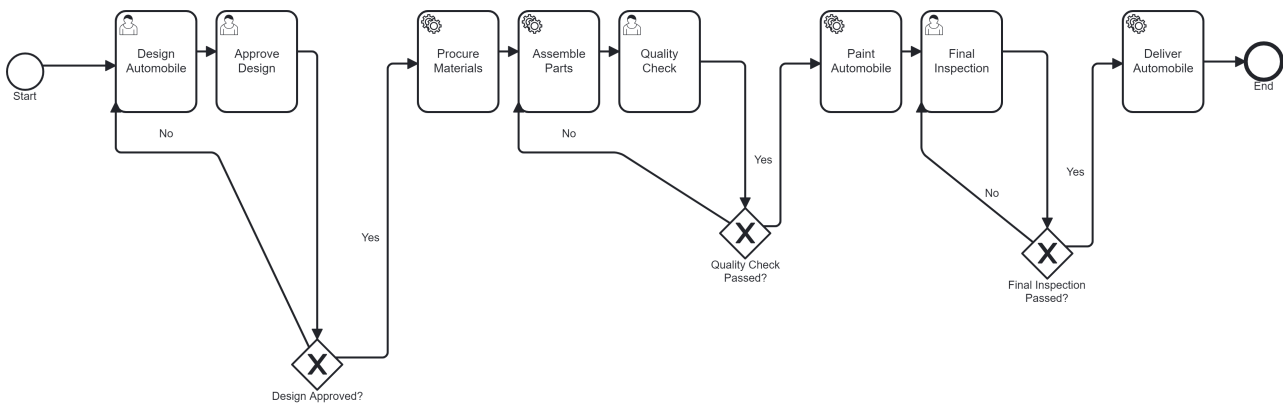 Start
Design
Automobile
Approve
Design
Design Approved?
No
Yes
Procure
Materials
Assemble
Parts
Quality
Check
Quality Check
Passed?
No
Yes
Paint
Automobile
Final
Inspection
Final Inspection
Passed?
No
Yes
Deliver
Automobile
End